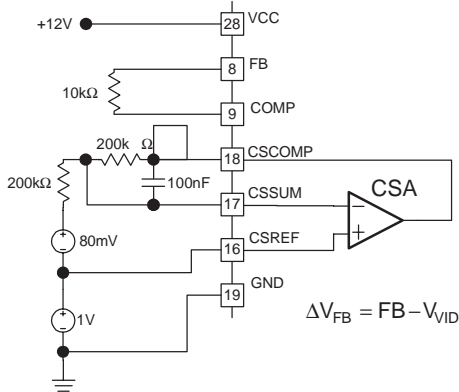 +12V
28 VCC
8 FB
10kΩ
9 COMP
200k Ω
18 CSCOMP
200kΩ
100nF
17 CSSUM
CSA
80mV
16 CSREF
GND
19
1V
ΔV_FB = FB – V_VID